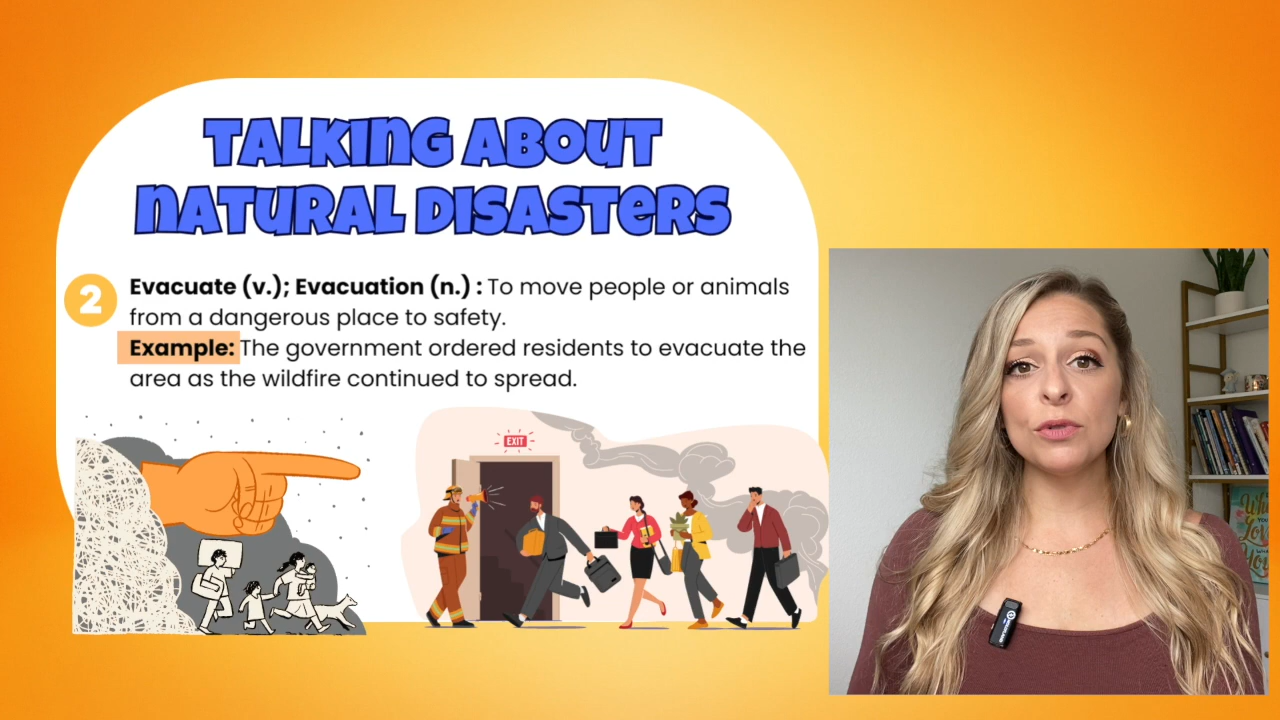 TALKING ABOUT
NATURAL DISASTERS
2
Evacuate (v.); Evacuation (n.) : To move people or animals
from a dangerous place to safety.
Example: The government ordered residents to evacuate the
area as the wildfire continued to spread.
EXIT